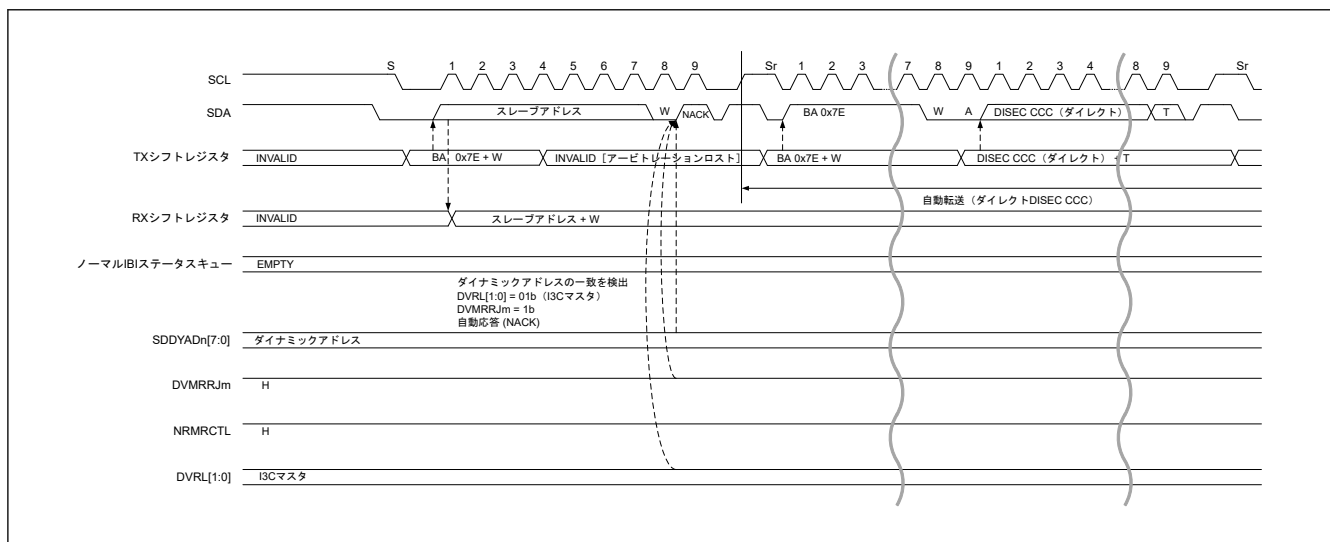 S 1 2 3 4 5 6 7 8 9 Sr 1 2 3 7 8 9 1 2 3 4 8 9 Sr
SCL
SDA スレーブアドレス W NACK BA 0x7E W A DISEC CCC（ダイレクト） T
TXシフトレジスタ INVALID BA 0x7E + W INVALID［アービトレーションロスト］ BA 0x7E + W DISEC CCC（ダイレクト） + T
自動転送（ダイレクトDISEC CCC）
RXシフトレジスタ INVALID スレーブアドレス + W
ノーマルIBIステータスキュー EMPTY
ダイナミックアドレスの一致を検出
DVRL[1:0] = 01b（I3Cマスタ）
DVMRRJm = 1b
自動応答 (NACK)
SDDYADn[7:0] ダイナミックアドレス
DVMRRJm H
NRMRCTL H
DVRL[1:0] I3Cマスタ